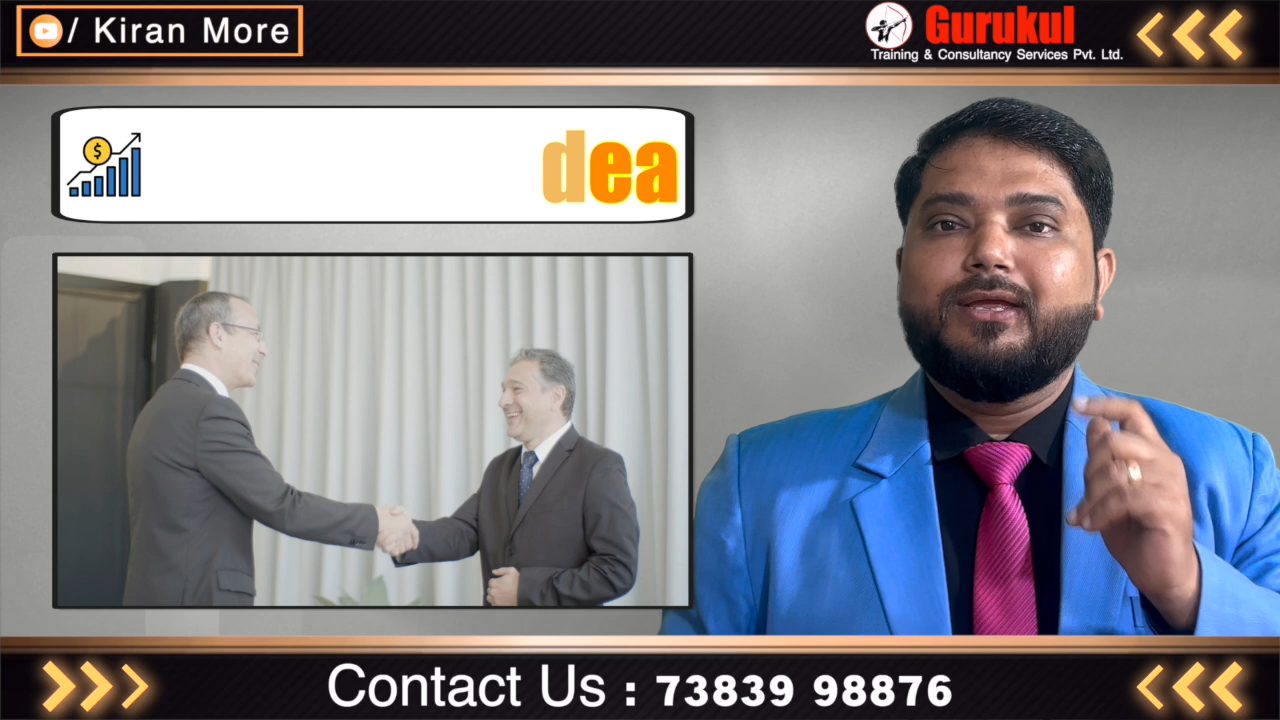 / Kiran More
Gurukul
Training & Consultancy Services Pvt. Ltd.
$
dea
Contact Us : 73839 98876